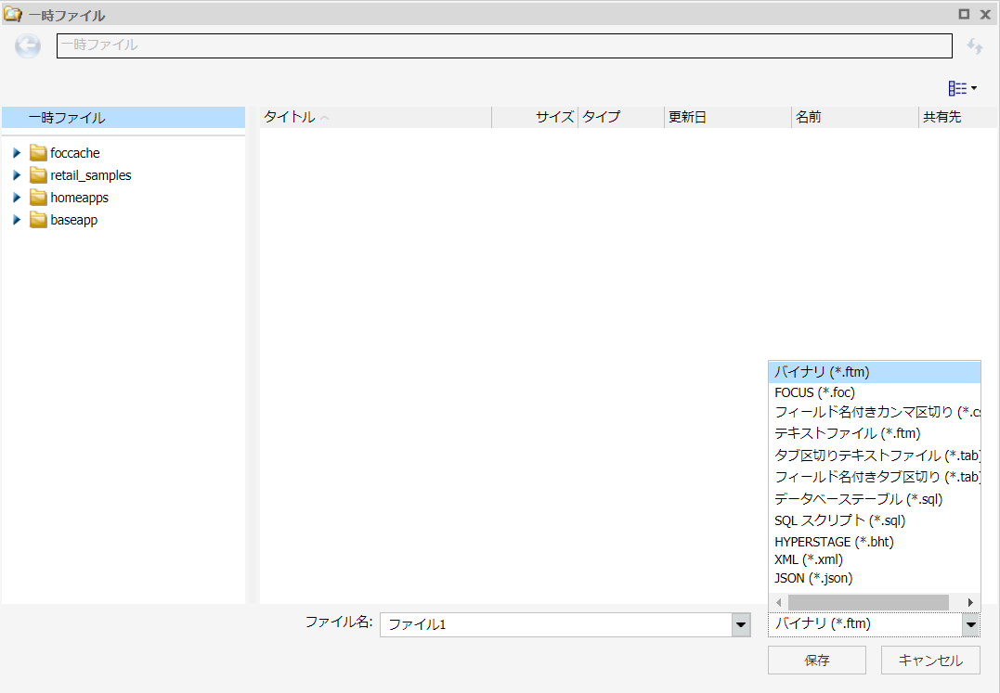 一時ファイル
一時ファイル
一時ファイル
タイトル サイズ タイプ 更新日 名前 共有先
foccache
retail_samples
homeapps
baseapp
バイナリ (*.ftm)
FOCUS (*.foc)
フィールド名付きカンマ区切り (*.cs
テキストファイル (*.ftm)
タブ区切りテキストファイル (*.tab)
フィールド名付きタブ区切り (*.tab)
データベーステーブル (*.sql)
SQL スクリプト (*.sql)
HYPERSTAGE (*.bht)
XML (*.xml)
JSON (*.json)
ファイル名: ファイル1 バイナリ (*.ftm)
保存 キャンセル